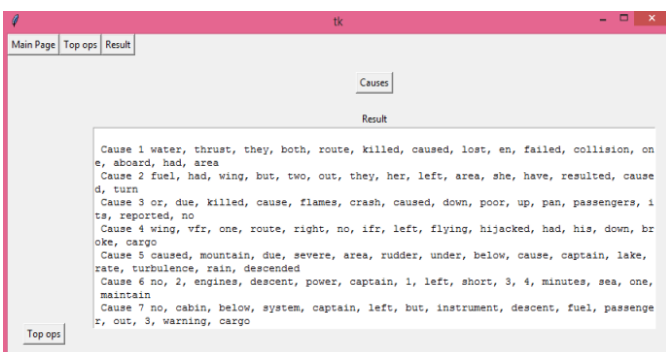 tk
Main Page Top ops Result
Causes
Result
Cause 1 water, thrust, they, both, route, killed, caused, lost, en, failed, collision, on
e, aboard, had, area
Cause 2 fuel, had, wing, but, two, out, they, her, left, area, she, have, resulted, cause
d, turn
Cause 3 or, due, killed, cause, flames, crash, caused, down, poor, up, pan, passengers, i
ts, reported, no
Cause 4 wing, vfr, one, route, right, no, ifr, left, flying, hijacked, had, his, down, br
oke, cargo
Cause 5 caused, mountain, due, severe, area, rudder, under, below, cause, captain, lake,
rate, turbulence, rain, descended
Cause 6 no, 2, engines, descent, power, captain, 1, left, short, 3, 4, minutes, sea, one,
maintain
Cause 7 no, cabin, below, system, captain, left, but, instrument, descent, fuel, passenge
r, out, 3, warning, cargo
Top ops